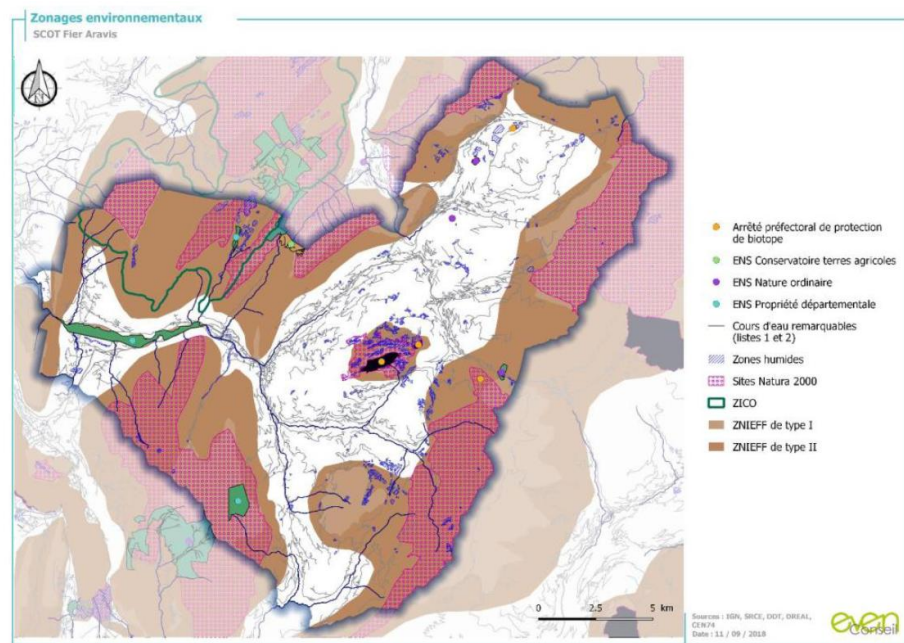 Zonages environnementaux
SCOT Fier Aravis
Arrêté préfectoral de protection
de biotope
ENS Conservatoire terres agricoles
ENS Nature ordinaire
ENS Propriété départementale
Cours d'eau remarquables
(listes 1 et 2)
Zones humides
Sites Natura 2000
ZICO
ZNIEFF de type I
ZNIEFF de type II
0 2.5 5 km
Sources : IGN, SRCE, DDT, DREAL,
CEN74
Date : 11 / 09 / 2018
even
Conseil